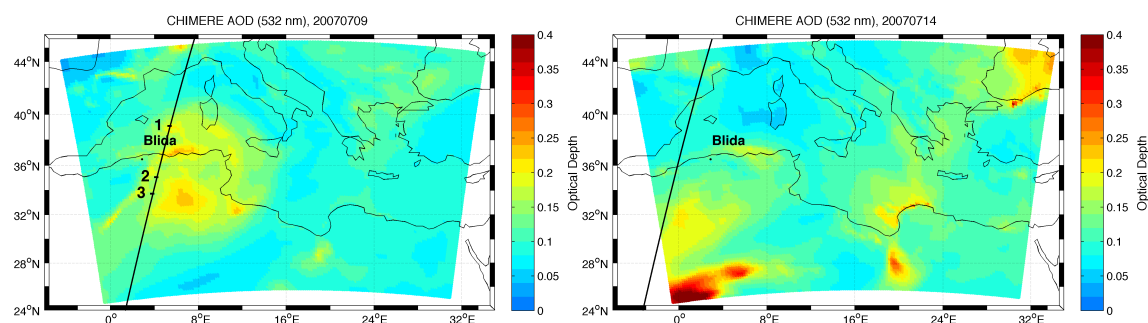 CHIMERE AOD (532 nm), 20070709
44°N
40°N
36°N
32°N
28°N
24°N
0°
8°E
16°E
24°E
32°E
1 -
Blida
2 -
3 -
0.4
0.35
0.3
0.25
0.2
0.15
0.1
0.05
0
Optical Depth
CHIMERE AOD (532 nm), 20070714
44°N
40°N
36°N
32°N
28°N
24°N
0°
8°E
16°E
24°E
32°E
Blida
0.4
0.35
0.3
0.25
0.2
0.15
0.1
0.05
0
Optical Depth